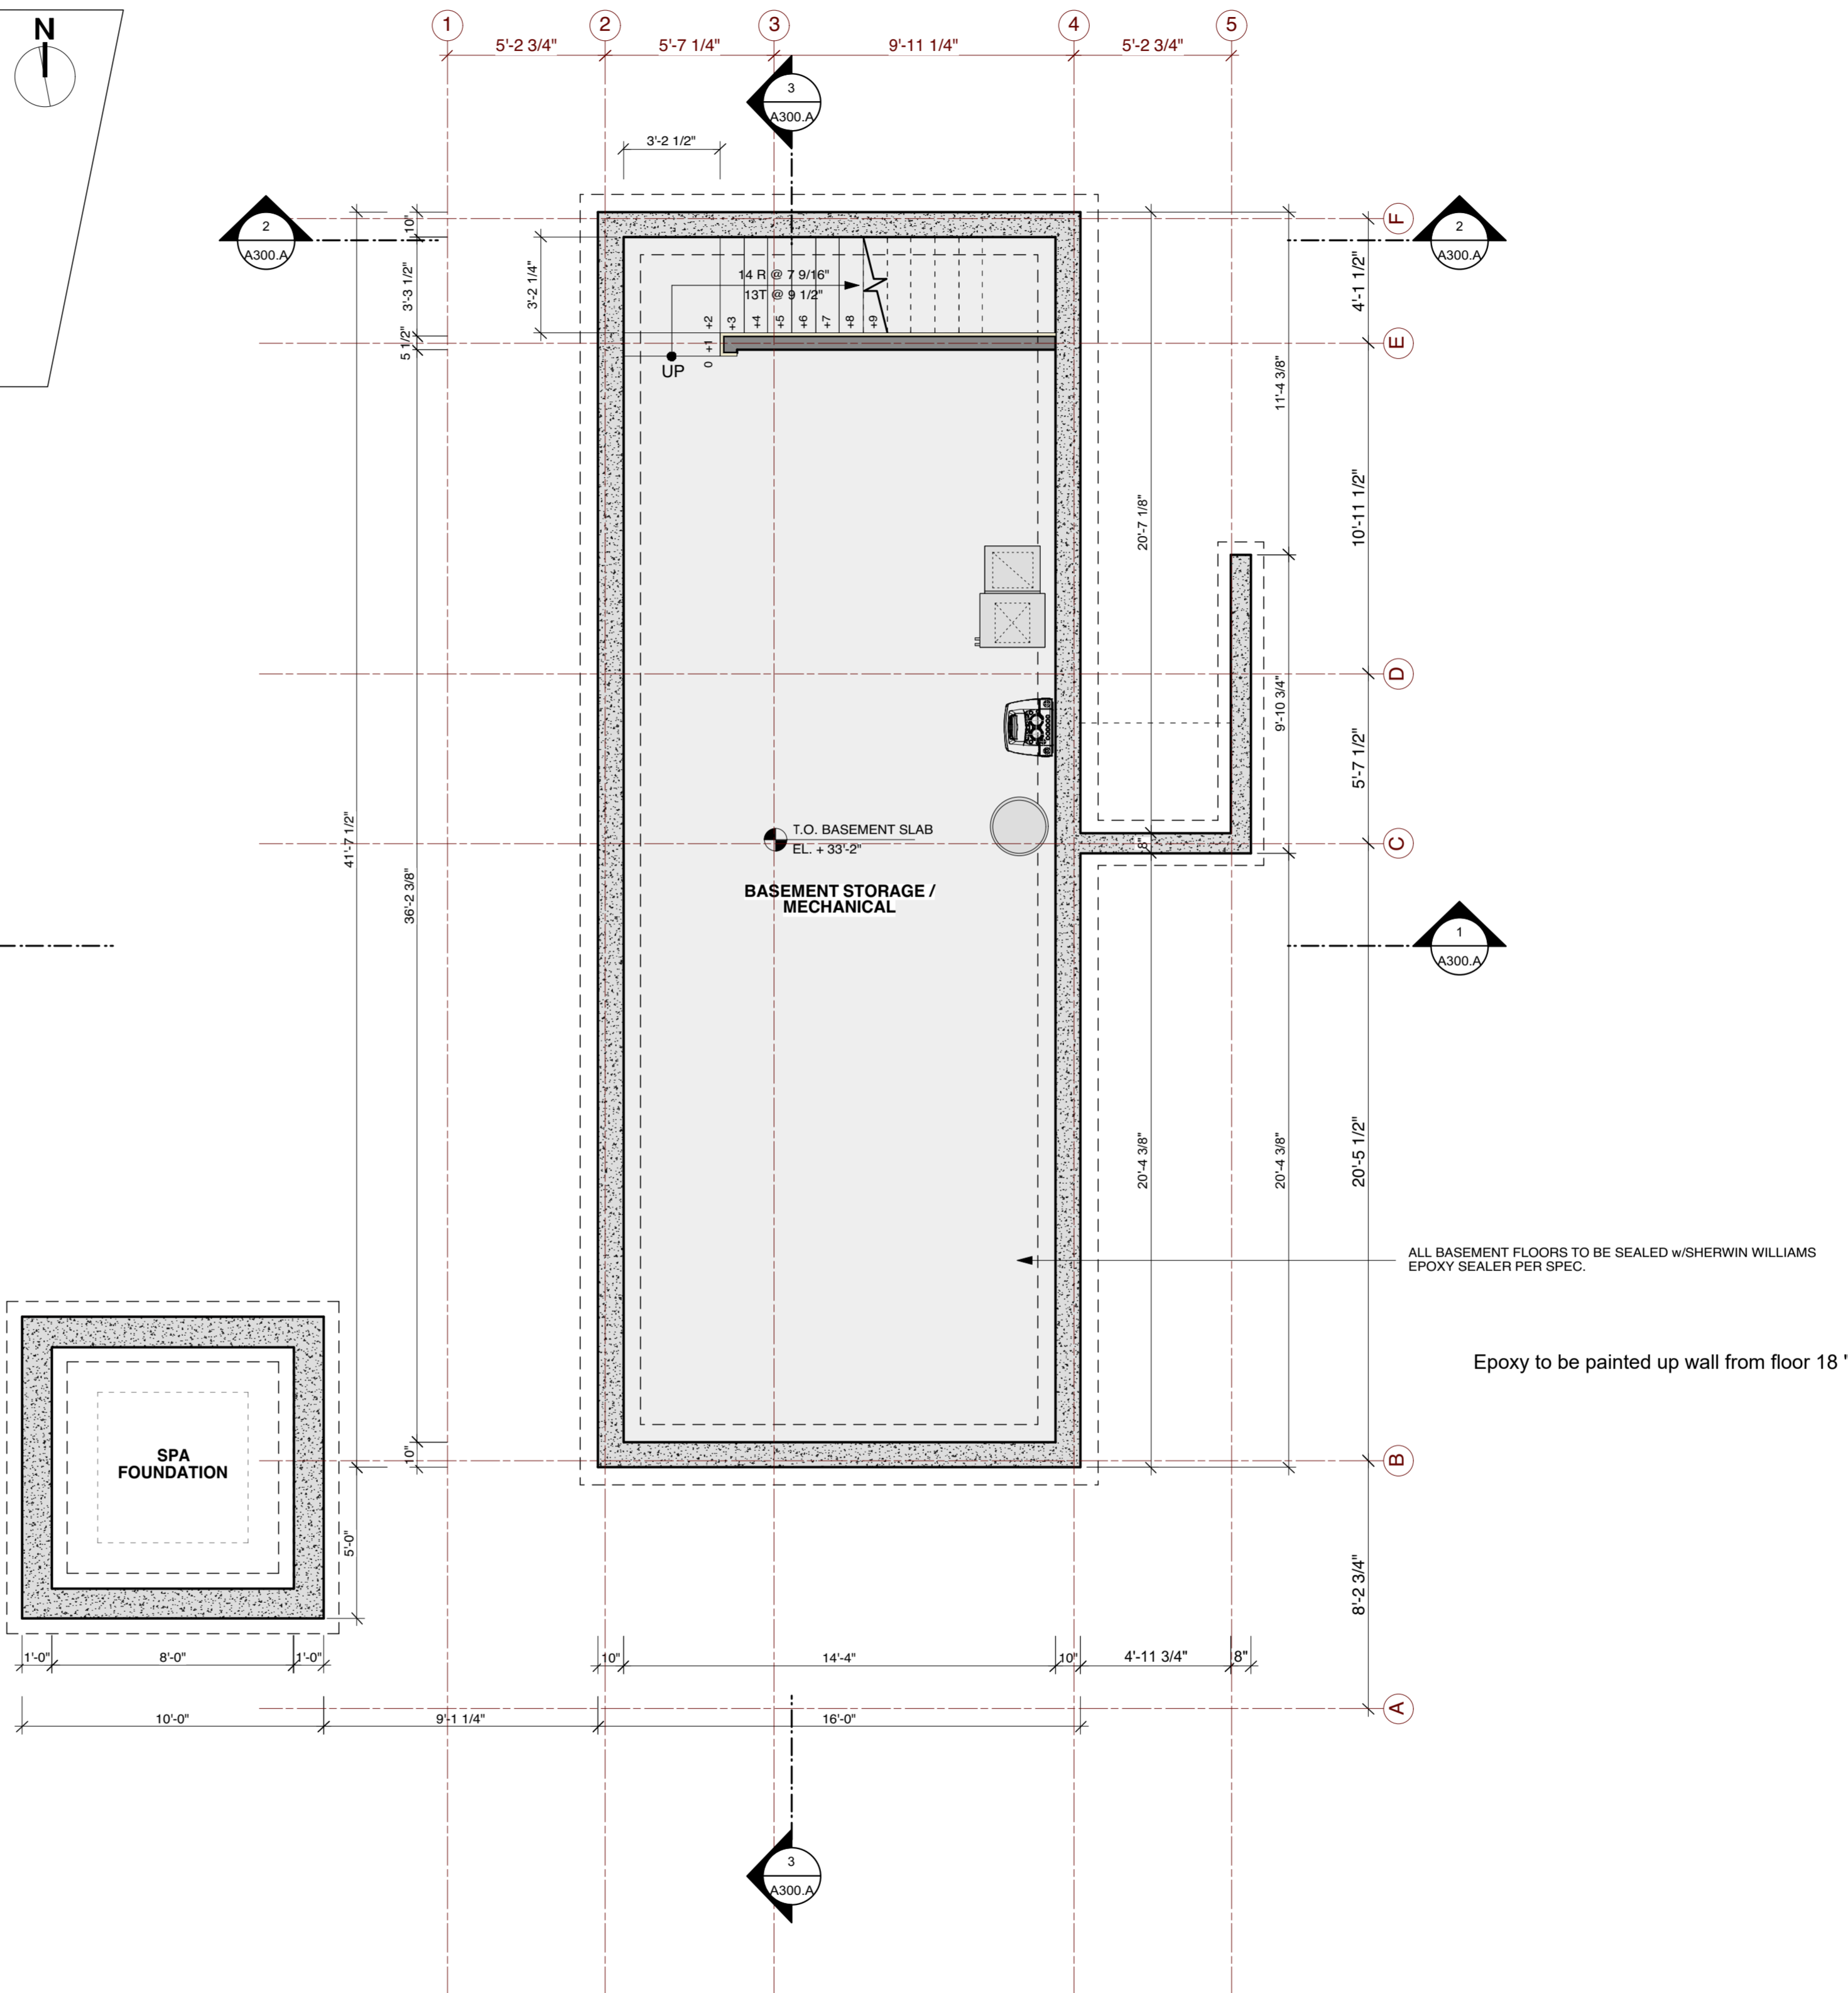 N
1
2
3
4
5
5'-2 3/4"
5'-7 1/4"
9'-11 1/4"
5'-2 3/4"
3
A300.A
3'-2 1/2"
2
A300.A
2
A300.A
F
10"
3'-3 1/2"
5 1/2"
3'-2 1/4"
14 R @ 7 9/16"
13T @ 9 1/2"
0
+1
+2
+3
+4
+5
+6
+7
+8
+9
UP
4'-1 1/2"
E
11'-4 3/8"
10'-11 1/2"
20'-7 1/8"
D
9'-10 3/4"
5'-7 1/2"
41'-7 1/2"
36'-2 3/8"
T.O. BASEMENT SLAB
EL. + 33'-2"
8"
C
BASEMENT STORAGE /
MECHANICAL
1
A300.A
20'-4 3/8"
20'-4 3/8"
20'-5 1/2"
ALL BASEMENT FLOORS TO BE SEALED w/SHERWIN WILLIAMS
EPOXY SEALER PER SPEC.
Epoxy to be painted up wall from floor 18 "
SPA
FOUNDATION
10"
B
5'-0"
8'-2 3/4"
1'-0"
8'-0"
1'-0"
10"
14'-4"
10"
4'-11 3/4"
8"
A
10'-0"
9'-1 1/4"
16'-0"
3
A300.A